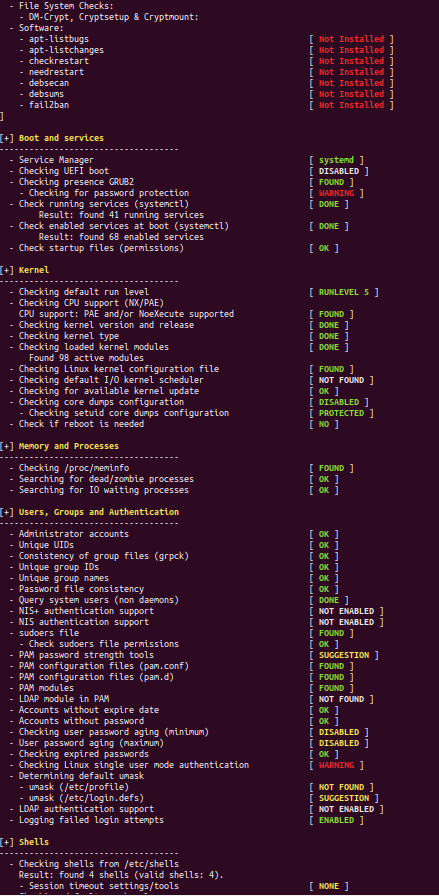 - File System Checks:
- DM-Crypt, Cryptsetup & Cryptmount:
- Software:
- apt-listbugs [ Not Installed ]
- apt-listchanges [ Not Installed ]
- checkrestart [ Not Installed ]
- needrestart [ Not Installed ]
- debsecan [ Not Installed ]
- debsums [ Not Installed ]
- fail2ban [ Not Installed ]
]
[+] Boot and services
------------------------------------
- Service Manager [ systemd ]
- Checking UEFI boot [ DISABLED ]
- Checking presence GRUB2 [ FOUND ]
- Checking for password protection [ WARNING ]
- Check running services (systemctl) [ DONE ]
Result: found 41 running services
- Check enabled services at boot (systemctl) [ DONE ]
Result: found 68 enabled services
- Check startup files (permissions) [ OK ]
[+] Kernel
------------------------------------
- Checking default run level [ RUNLEVEL 5 ]
- Checking CPU support (NX/PAE)
CPU support: PAE and/or NoeXecute supported [ FOUND ]
- Checking kernel version and release [ DONE ]
- Checking kernel type [ DONE ]
- Checking loaded kernel modules [ DONE ]
Found 98 active modules
- Checking Linux kernel configuration file [ FOUND ]
- Checking default I/O kernel scheduler [ NOT FOUND ]
- Checking for available kernel update [ OK ]
- Checking core dumps configuration [ DISABLED ]
- Checking setuid core dumps configuration [ PROTECTED ]
- Check if reboot is needed [ NO ]
[+] Memory and Processes
------------------------------------
- Checking /proc/meminfo [ FOUND ]
- Searching for dead/zombie processes [ OK ]
- Searching for IO waiting processes [ OK ]
[+] Users, Groups and Authentication
------------------------------------
- Administrator accounts [ OK ]
- Unique UIDs [ OK ]
- Consistency of group files (grpck) [ OK ]
- Unique group IDs [ OK ]
- Unique group names [ OK ]
- Password file consistency [ OK ]
- Query system users (non daemons) [ DONE ]
- NIS+ authentication support [ NOT ENABLED ]
- NIS authentication support [ NOT ENABLED ]
- sudoers file [ FOUND ]
- Check sudoers file permissions [ OK ]
- PAM password strength tools [ SUGGESTION ]
- PAM configuration files (pam.conf) [ FOUND ]
- PAM configuration files (pam.d) [ FOUND ]
- PAM modules [ FOUND ]
- LDAP module in PAM [ NOT FOUND ]
- Accounts without expire date [ OK ]
- Accounts without password [ OK ]
- Checking user password aging (minimum) [ DISABLED ]
- User password aging (maximum) [ DISABLED ]
- Checking expired passwords [ OK ]
- Checking Linux single user mode authentication [ WARNING ]
- Determining default umask
- umask (/etc/profile) [ NOT FOUND ]
- umask (/etc/login.defs) [ SUGGESTION ]
- LDAP authentication support [ NOT ENABLED ]
- Logging failed login attempts [ ENABLED ]
[+] Shells
------------------------------------
- Checking shells from /etc/shells
Result: found 4 shells (valid shells: 4).
- Session timeout settings/tools [ NONE ]